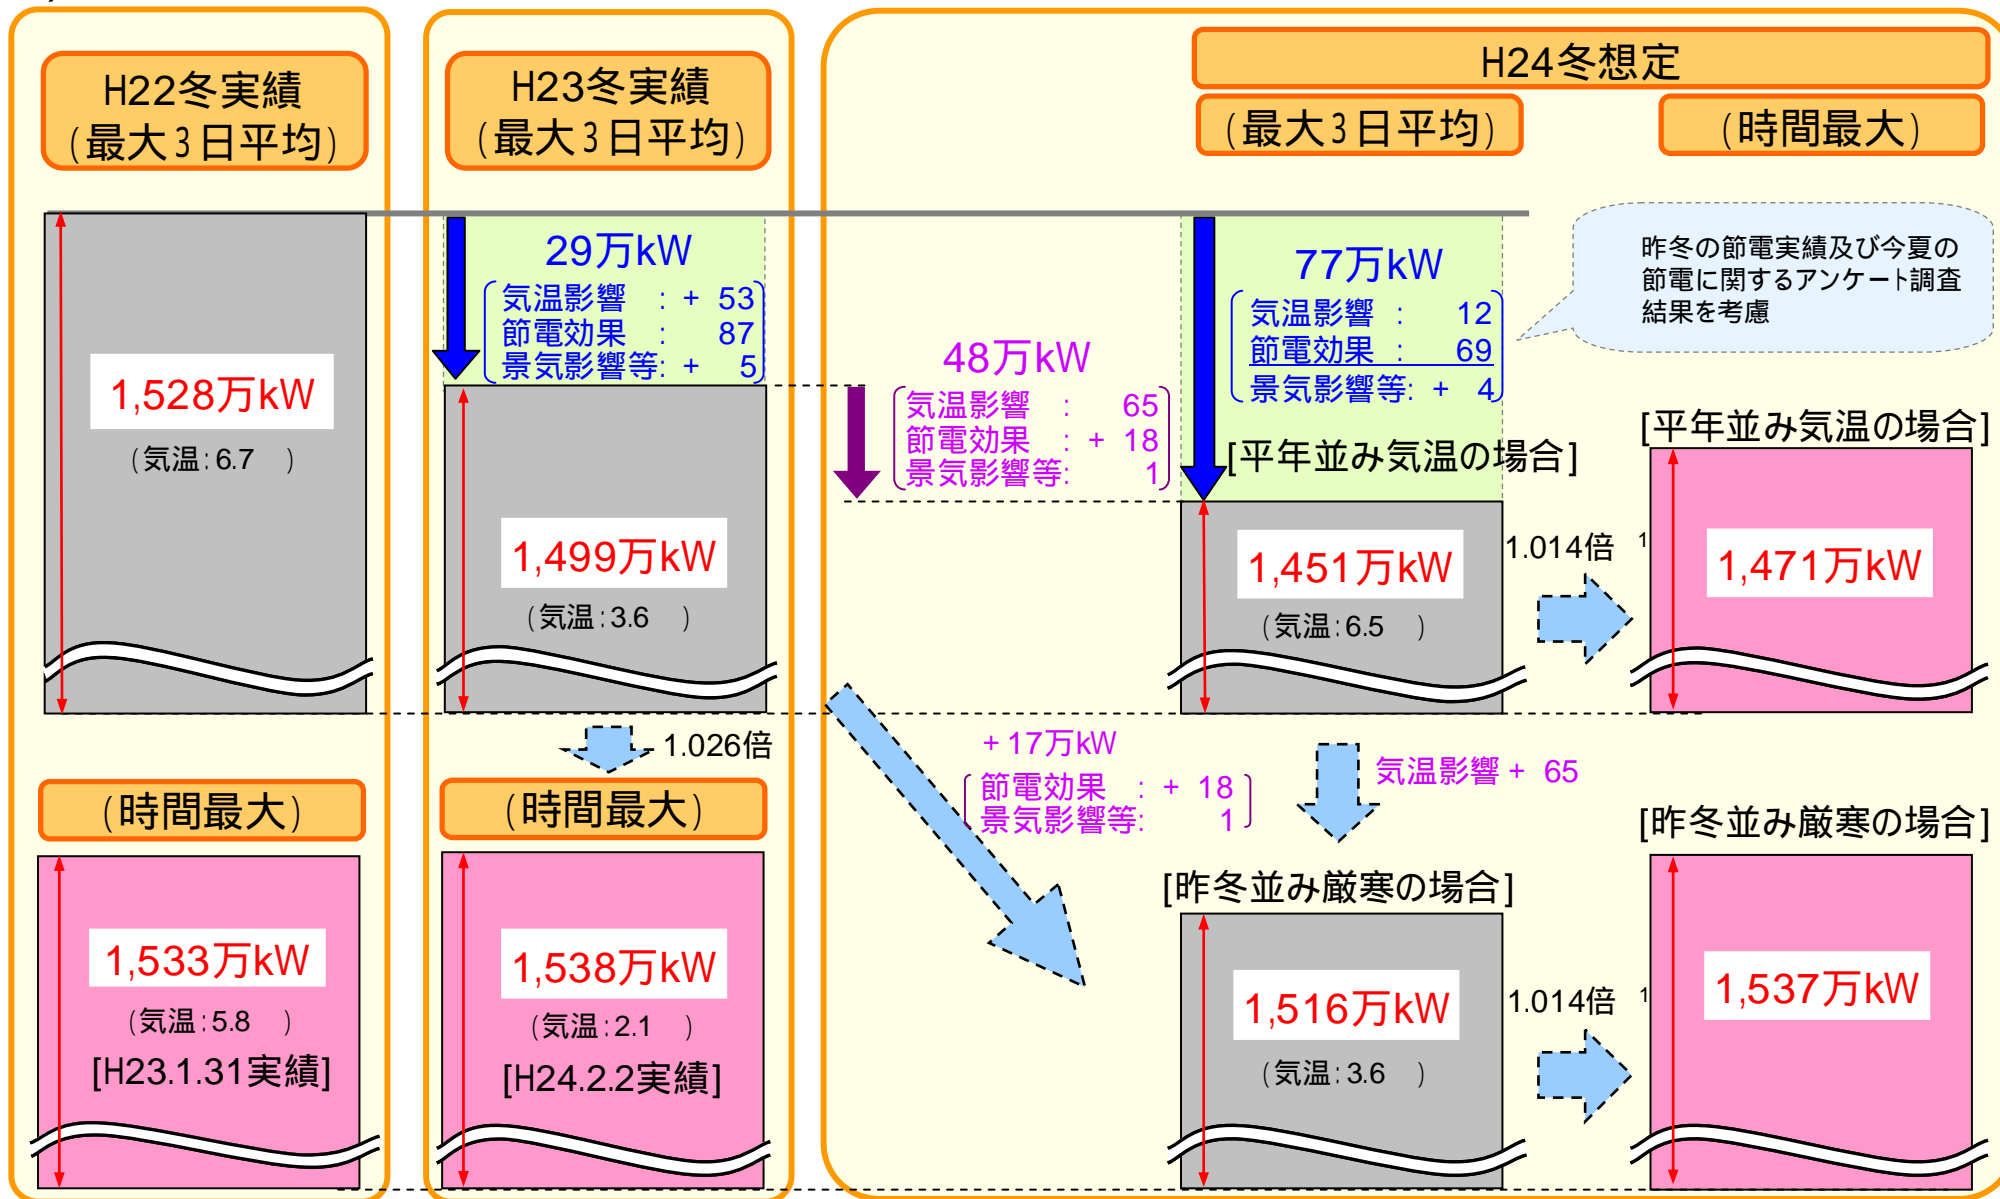 H22冬実績
(最大3日平均)
1,528万kW
(気温:6.7 )
(時間最大)
1,533万kW
(気温:5.8 )
[H23.1.31実績]
H23冬実績
(最大3日平均)
29万kW
気温影響 : + 53
節電効果 : 87
景気影響等: + 5
1,499万kW
(気温:3.6 )
1.026倍
(時間最大)
1,538万kW
(気温:2.1 )
[H24.2.2実績]
H24冬想定
(最大3日平均)
(時間最大)
48万kW
気温影響 : 65
節電効果 : + 18
景気影響等: 1
77万kW
気温影響 : 12
節電効果 : 69
景気影響等: + 4
昨冬の節電実績及び今夏の
節電に関するアンケート調査
結果を考慮
[平年並み気温の場合]
1,451万kW
(気温:6.5 )
1.014倍 1
[平年並み気温の場合]
1,471万kW
+ 17万kW
節電効果 : + 18
景気影響等: 1
気温影響 + 65
[昨冬並み厳寒の場合]
1,516万kW
(気温:3.6 )
1.014倍 1
[昨冬並み厳寒の場合]
1,537万kW